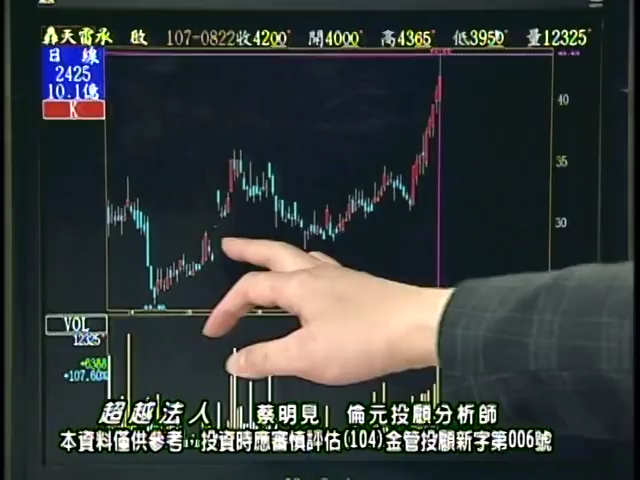 轟天雷承 啟 107-0822收4200 開4000 高4365 低3950 量12325
日 線
2425
10.1億
K
40
35
30
VOL
12325
+6388
+107.60%
超越法人 蔡明見 倫元投顧分析師
本資料僅供參考,投資時應審慎評估(104)金管投顧新字第006號